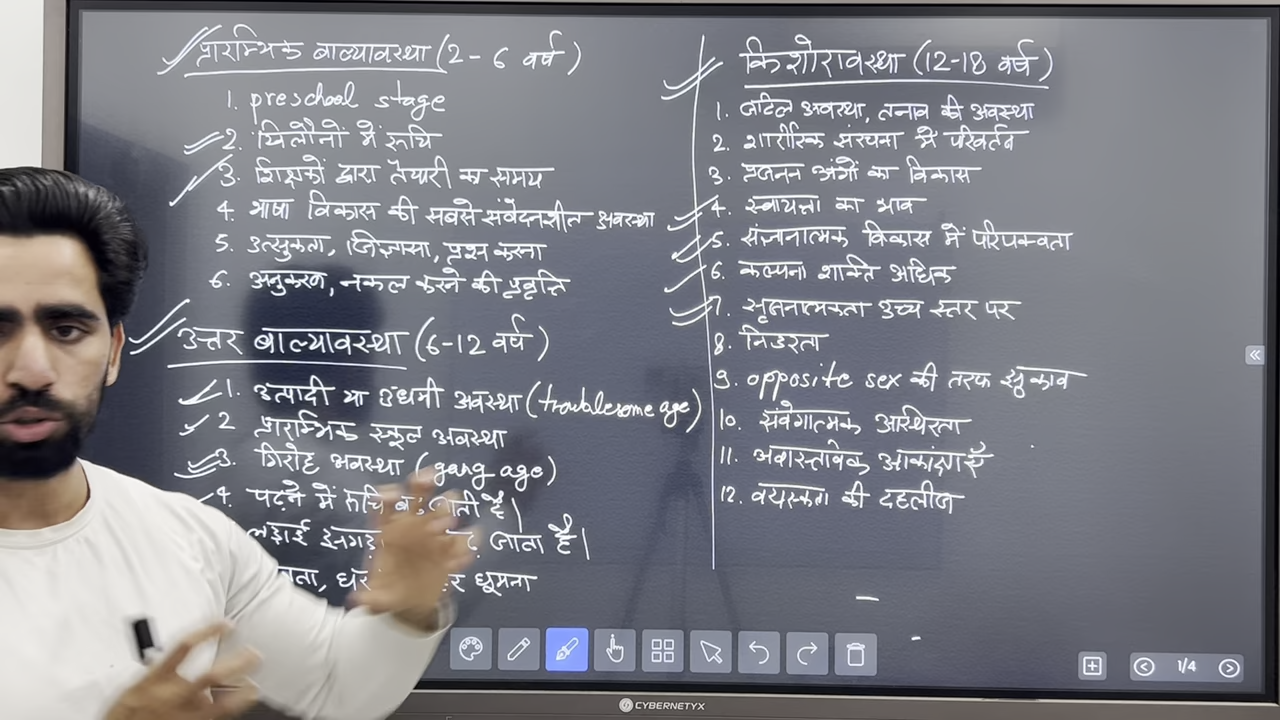 प्रारम्भिक बाल्यावस्था (2-6 वर्ष)
1. preschool stage
2. खिलौनों में रूचि
3. शिक्षकों द्वारा तैयारी का समय
4. भाषा विकास की सबसे संवेदनशील अवस्था
5. उत्सुकता, जिज्ञासा, प्रश्न करना
6. अनुकरण, नकल करने की प्रवृत्ति
उत्तर बाल्यावस्था (6-12 वर्ष)
1. उत्पादी या उधमी अवस्था (troublesome age)
2 प्रारम्भिक स्कूल अवस्था
3. गिरोह अवस्था (gang age)
4. पढ़ने में रूचि जाती है।
लड़ाई जाता है।
घूमना
किशोरावस्था (12-18 वर्ष)
1. जटिल अवस्था, तनाव की अवस्था
2. शारीरिक संरचना में परिवर्तन
3. प्रजनन अंगों का विकास
4. स्वायत्ता का भाव
5. संज्ञानात्मक विकास में परिपक्वता
6. कल्पना शक्ति अधिक
7. सृजनात्मकता उच्च स्तर पर
8. निडरता
9. opposite sex की तरफ झुकाव
10. संवेगात्मक अस्थिरता
11. अवास्तविक आकांक्षाएँ
12. वयस्कता की दहलीज
1/4
CYBERNETYX